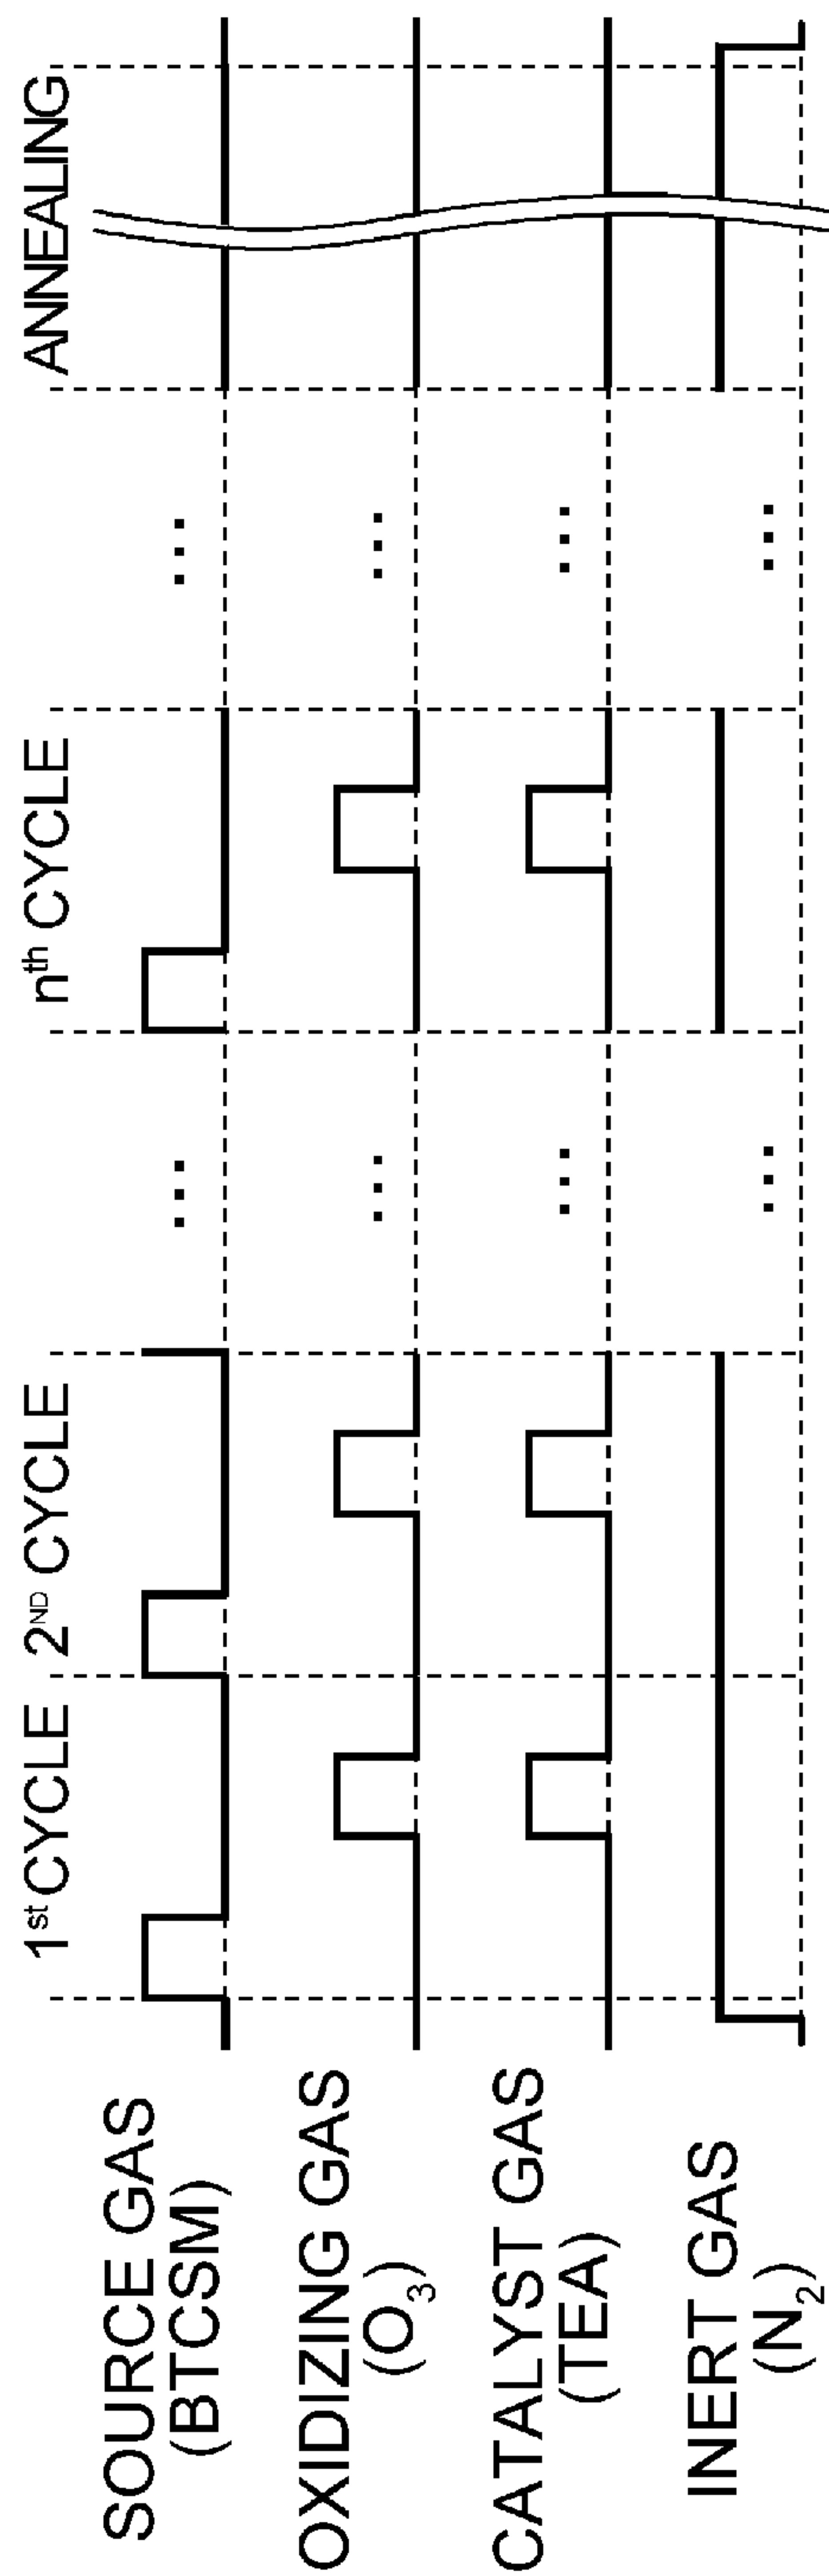 1st CYCLE
2ND CYCLE
nth CYCLE
ANNEALING
SOURCE GAS
(BTCSM)
...
...
OXIDIZING GAS
(O3)
...
...
CATALYST GAS
(TEA)
...
...
INERT GAS
(N2)
...
...